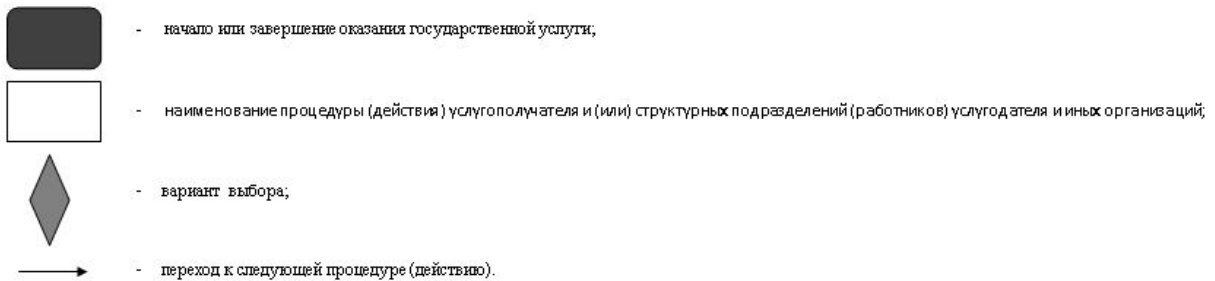 - начало или завершение оказания государственной услуги;
- наименование процедуры (действия) услугополучателя и (или) структурных подразделений (работников) услугодателя и иных организаций;
- вариант выбора;
- переход к следующей процедуре (действию).